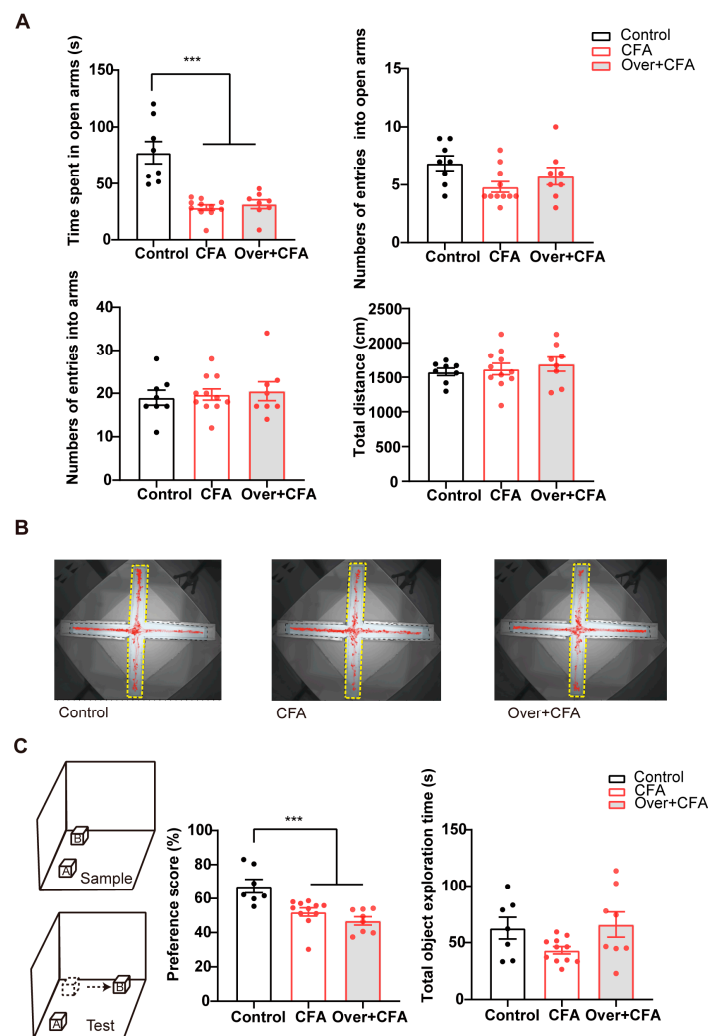 A
Control
CFA
Over+CFA
Time spent in open arms (s)
150
100
50
0
***
Control CFA Over+CFA
Numbers of entries into open arms
15
10
5
0
Control CFA Over+CFA
Numbers of entries into arms
40
30
20
10
0
Control CFA Over+CFA
Total distance (cm)
2500
2000
1500
1000
500
0
Control CFA Over+CFA
B
Control CFA Over+CFA
C
B
A
Sample
A
B
Test
Preference score (%)
100
80
60
40
20
0
***
Control CFA Over+CFA
Control
CFA
Over+CFA
Total object exploration time (s)
150
100
50
0
Control CFA Over+CFA